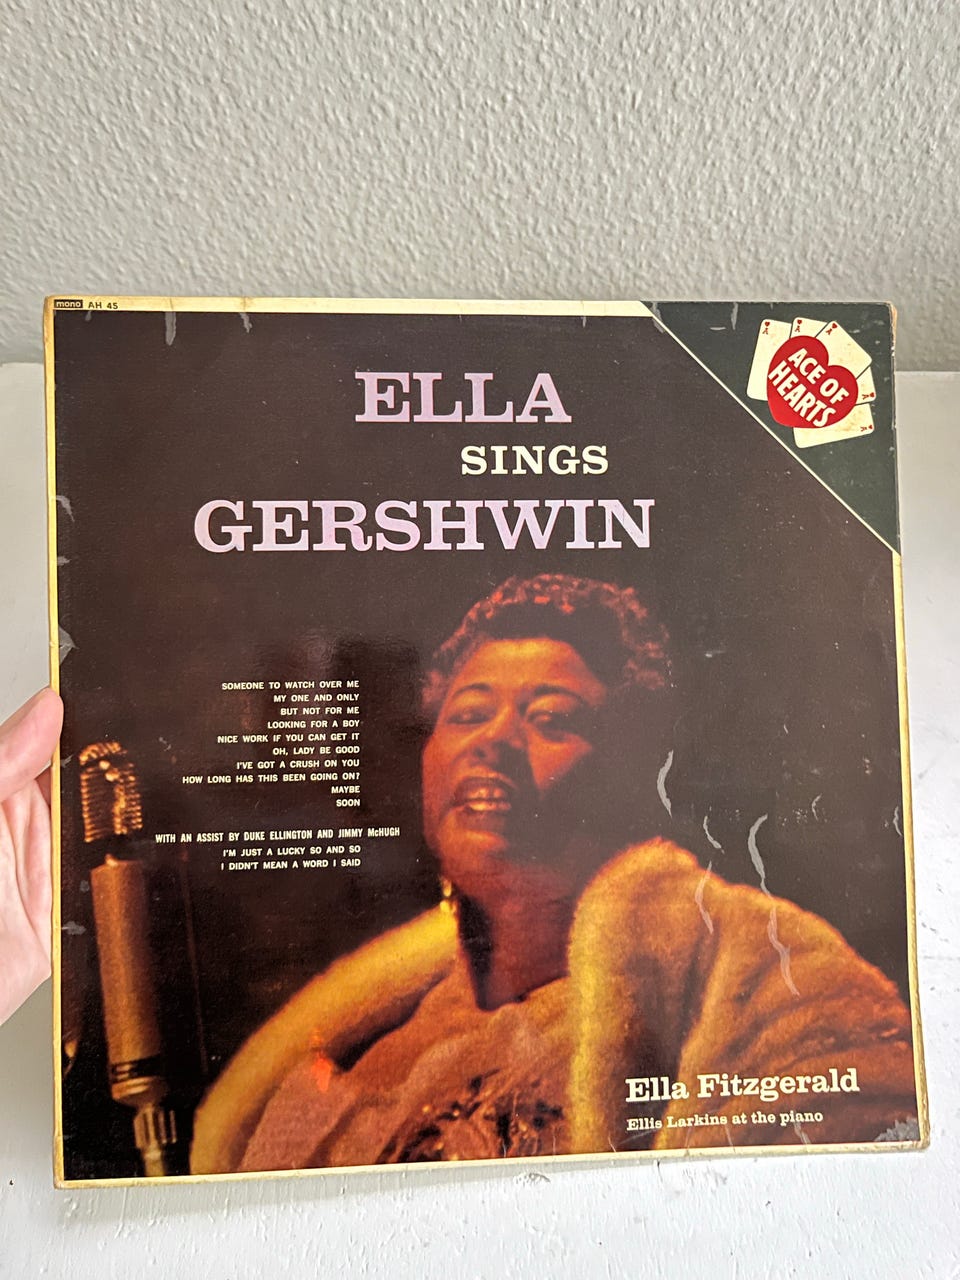 mono AH 45
ACE OF
HEARTS
ELLA
SINGS
GERSHWIN
SOMEONE TO WATCH OVER ME
MY ONE AND ONLY
BUT NOT FOR ME
LOOKING FOR A BOY
NICE WORK IF YOU CAN GET IT
OH, LADY BE GOOD
I'VE GOT A CRUSH ON YOU
HOW LONG HAS THIS BEEN GOING ON?
MAYBE
SOON
WITH AN ASSIST BY DUKE ELLINGTON AND JIMMY McHUGH
I'M JUST A LUCKY SO AND SO
I DIDN'T MEAN A WORD I SAID
Ella Fitzgerald
Ellis Larkins at the piano